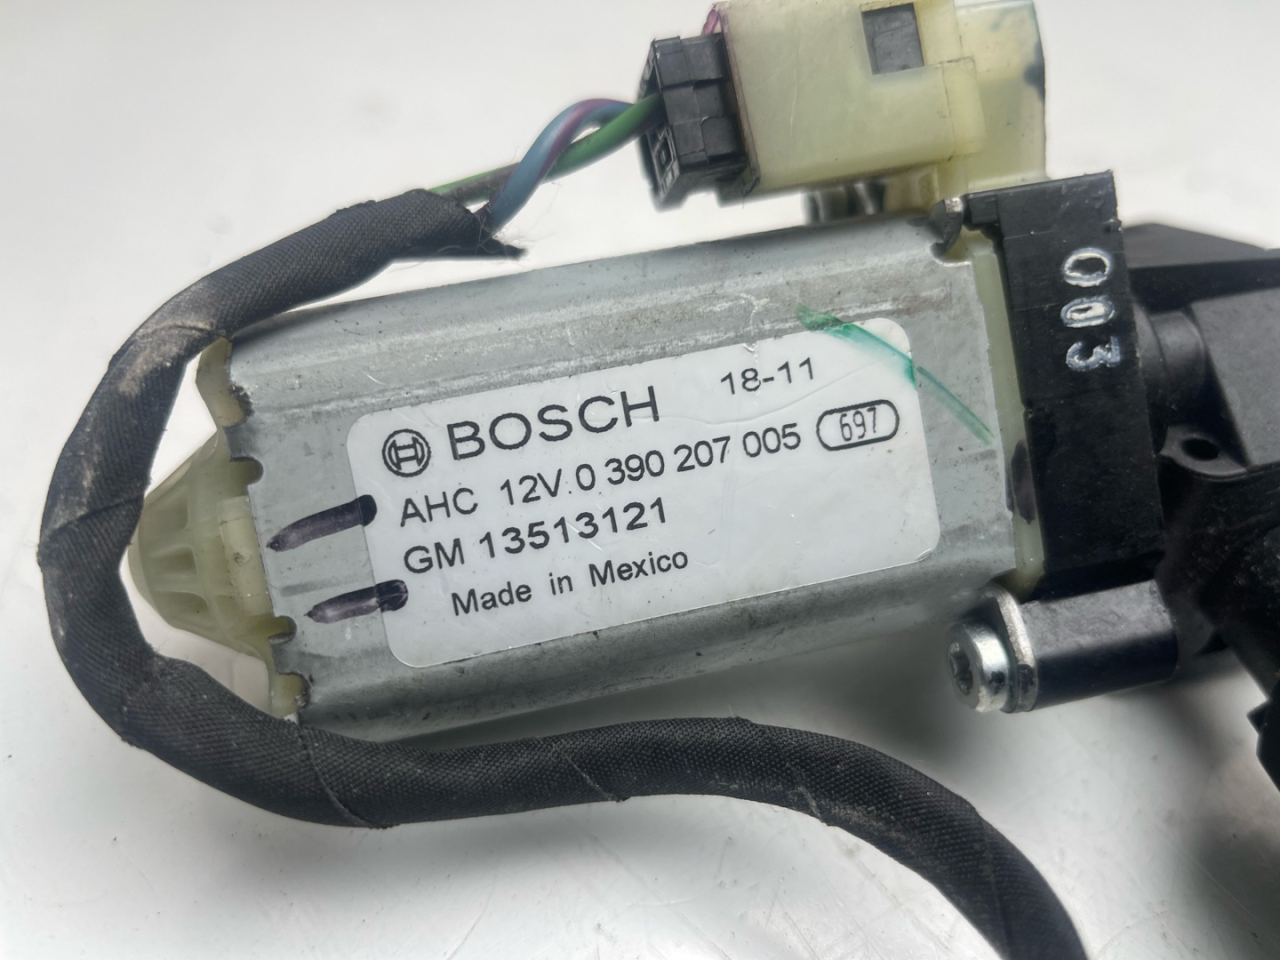 BOSCH 18-11
AHC 12V 0 390 207 005 697
GM 13513121
Made in Mexico
003